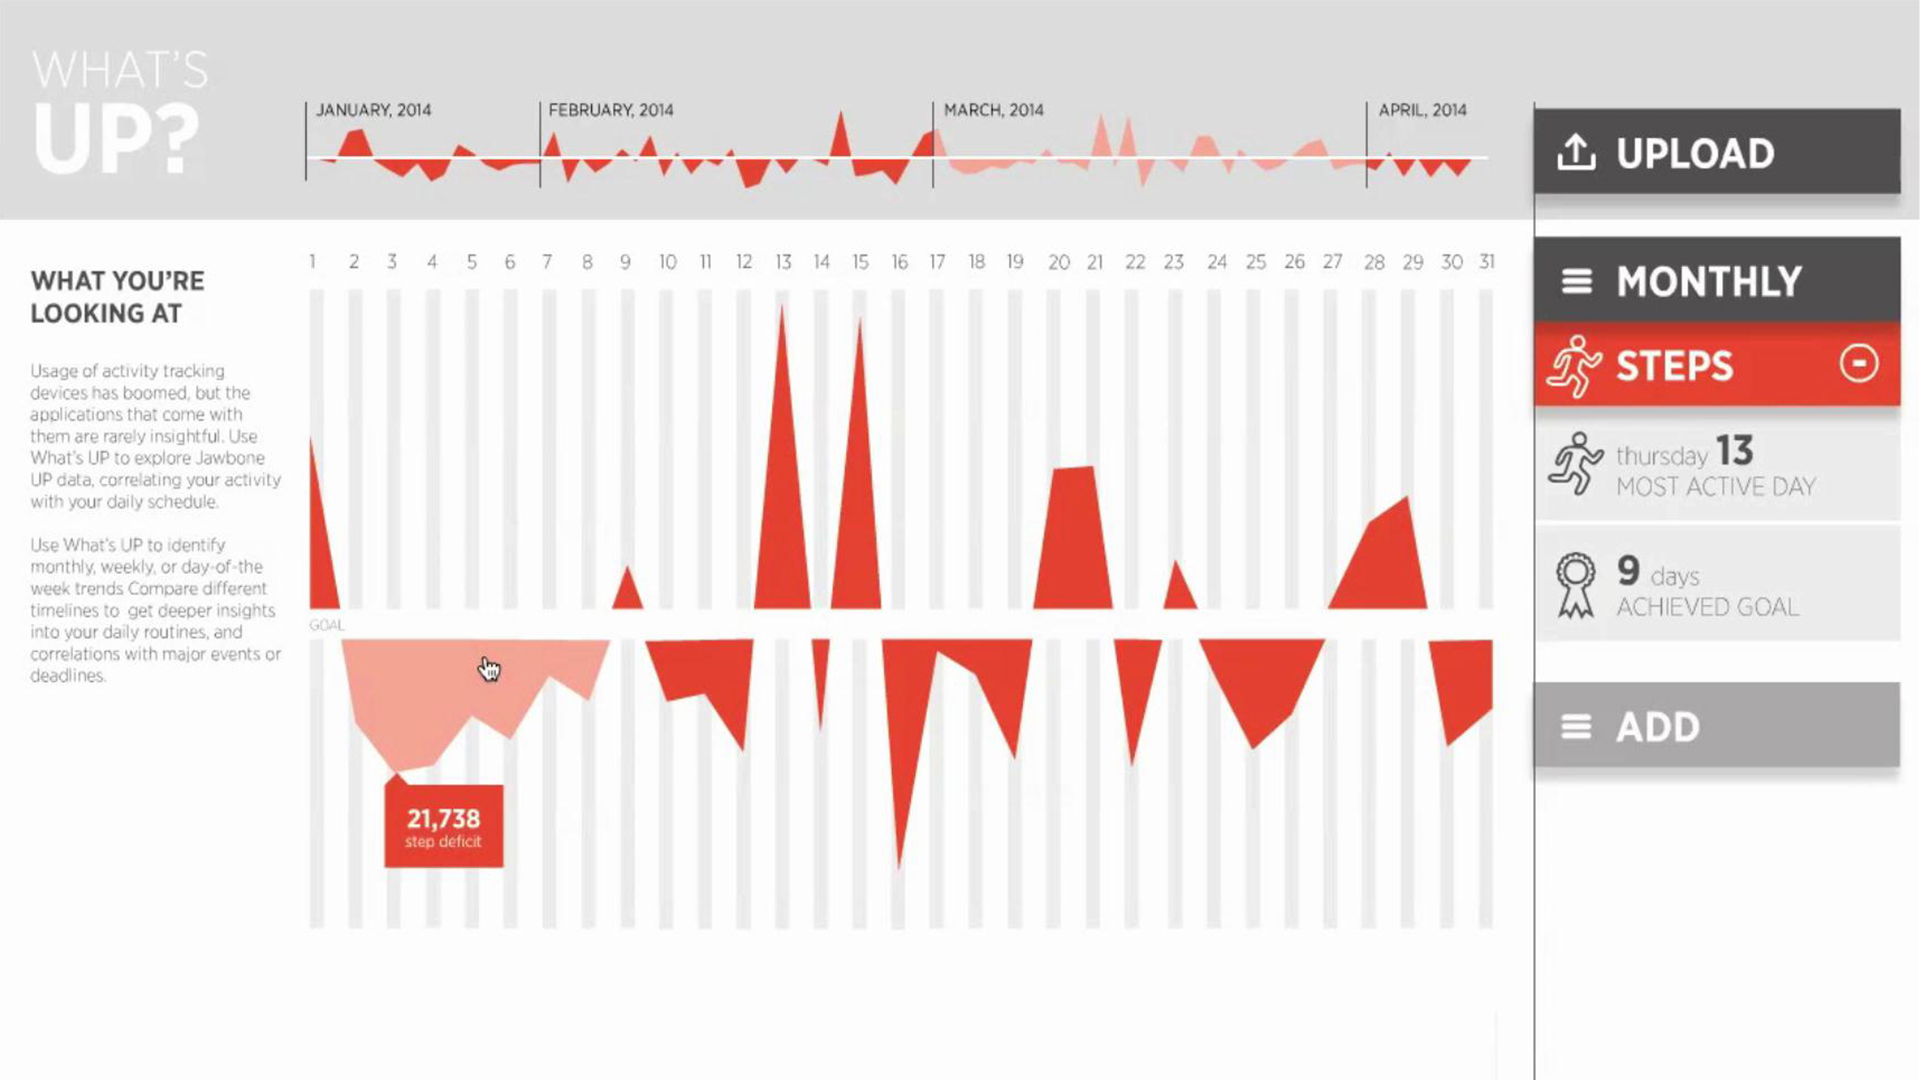 WHAT'S
UP?
JANUARY, 2014
FEBRUARY, 2014
MARCH, 2014
APRIL, 2014
UPLOAD
WHAT YOU'RE
LOOKING AT
Usage of activity tracking
devices has boomed, but the
applications that come with
them are rarely insightful. Use
What's UP to explore Jawbone
UP data, correlating your activity
with your daily schedule.
Use What's UP to identify
monthly, weekly, or day-of-the
week trends Compare different
timelines to get deeper insights
into your daily routines, and
correlations with major events or
deadlines.
1 2 3 4 5 6 7 8 9 10 11 12 13 14 15 16 17 18 19 20 21 22 23 24 25 26 27 28 29 30 31
GOAL
21,738
step deficit
MONTHLY
STEPS
thursday 13
MOST ACTIVE DAY
9 days
ACHIEVED GOAL
ADD